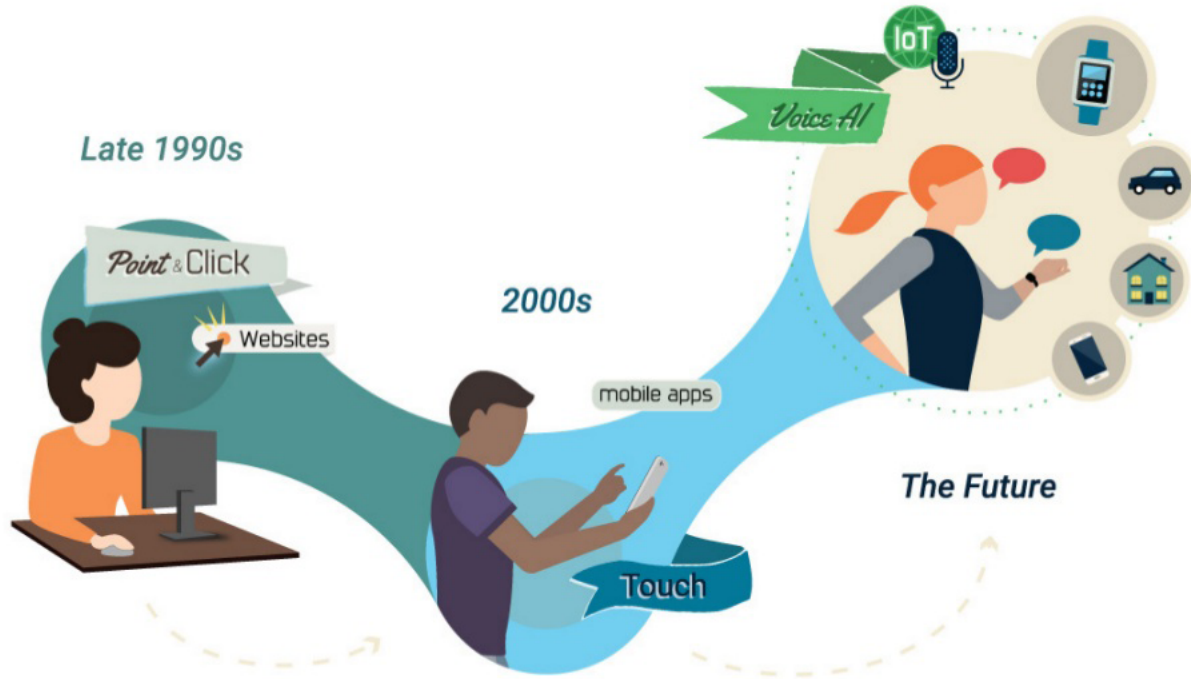 Late 1990s
Point & Click
Websites
2000s
mobile apps
Touch
IoT
Voice AI
The Future